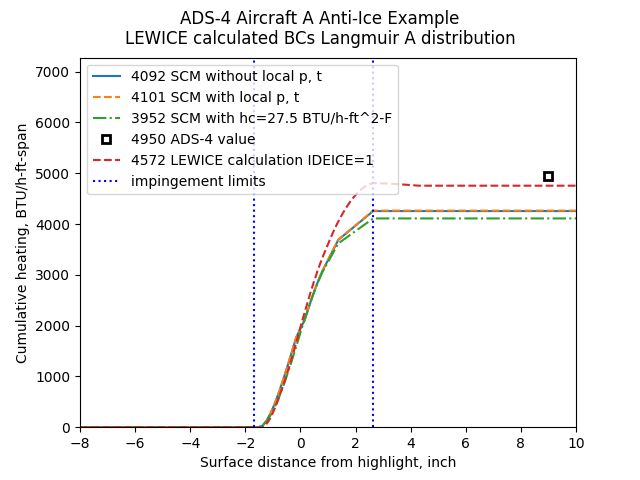 ADS-4 Aircraft A Anti-Ice Example
LEWICE calculated BCs Langmuir A distribution
4092 SCM without local p, t
4101 SCM with local p, t
3952 SCM with hc=27.5 BTU/h-ft^2-F
4950 ADS-4 value
4572 LEWICE calculation IDEICE=1
impingement limits
Cumulative heating, BTU/h-ft-span
7000
6000
5000
4000
3000
2000
1000
0
−8 −6 −4 −2 0 2 4 6 8 10
Surface distance from highlight, inch